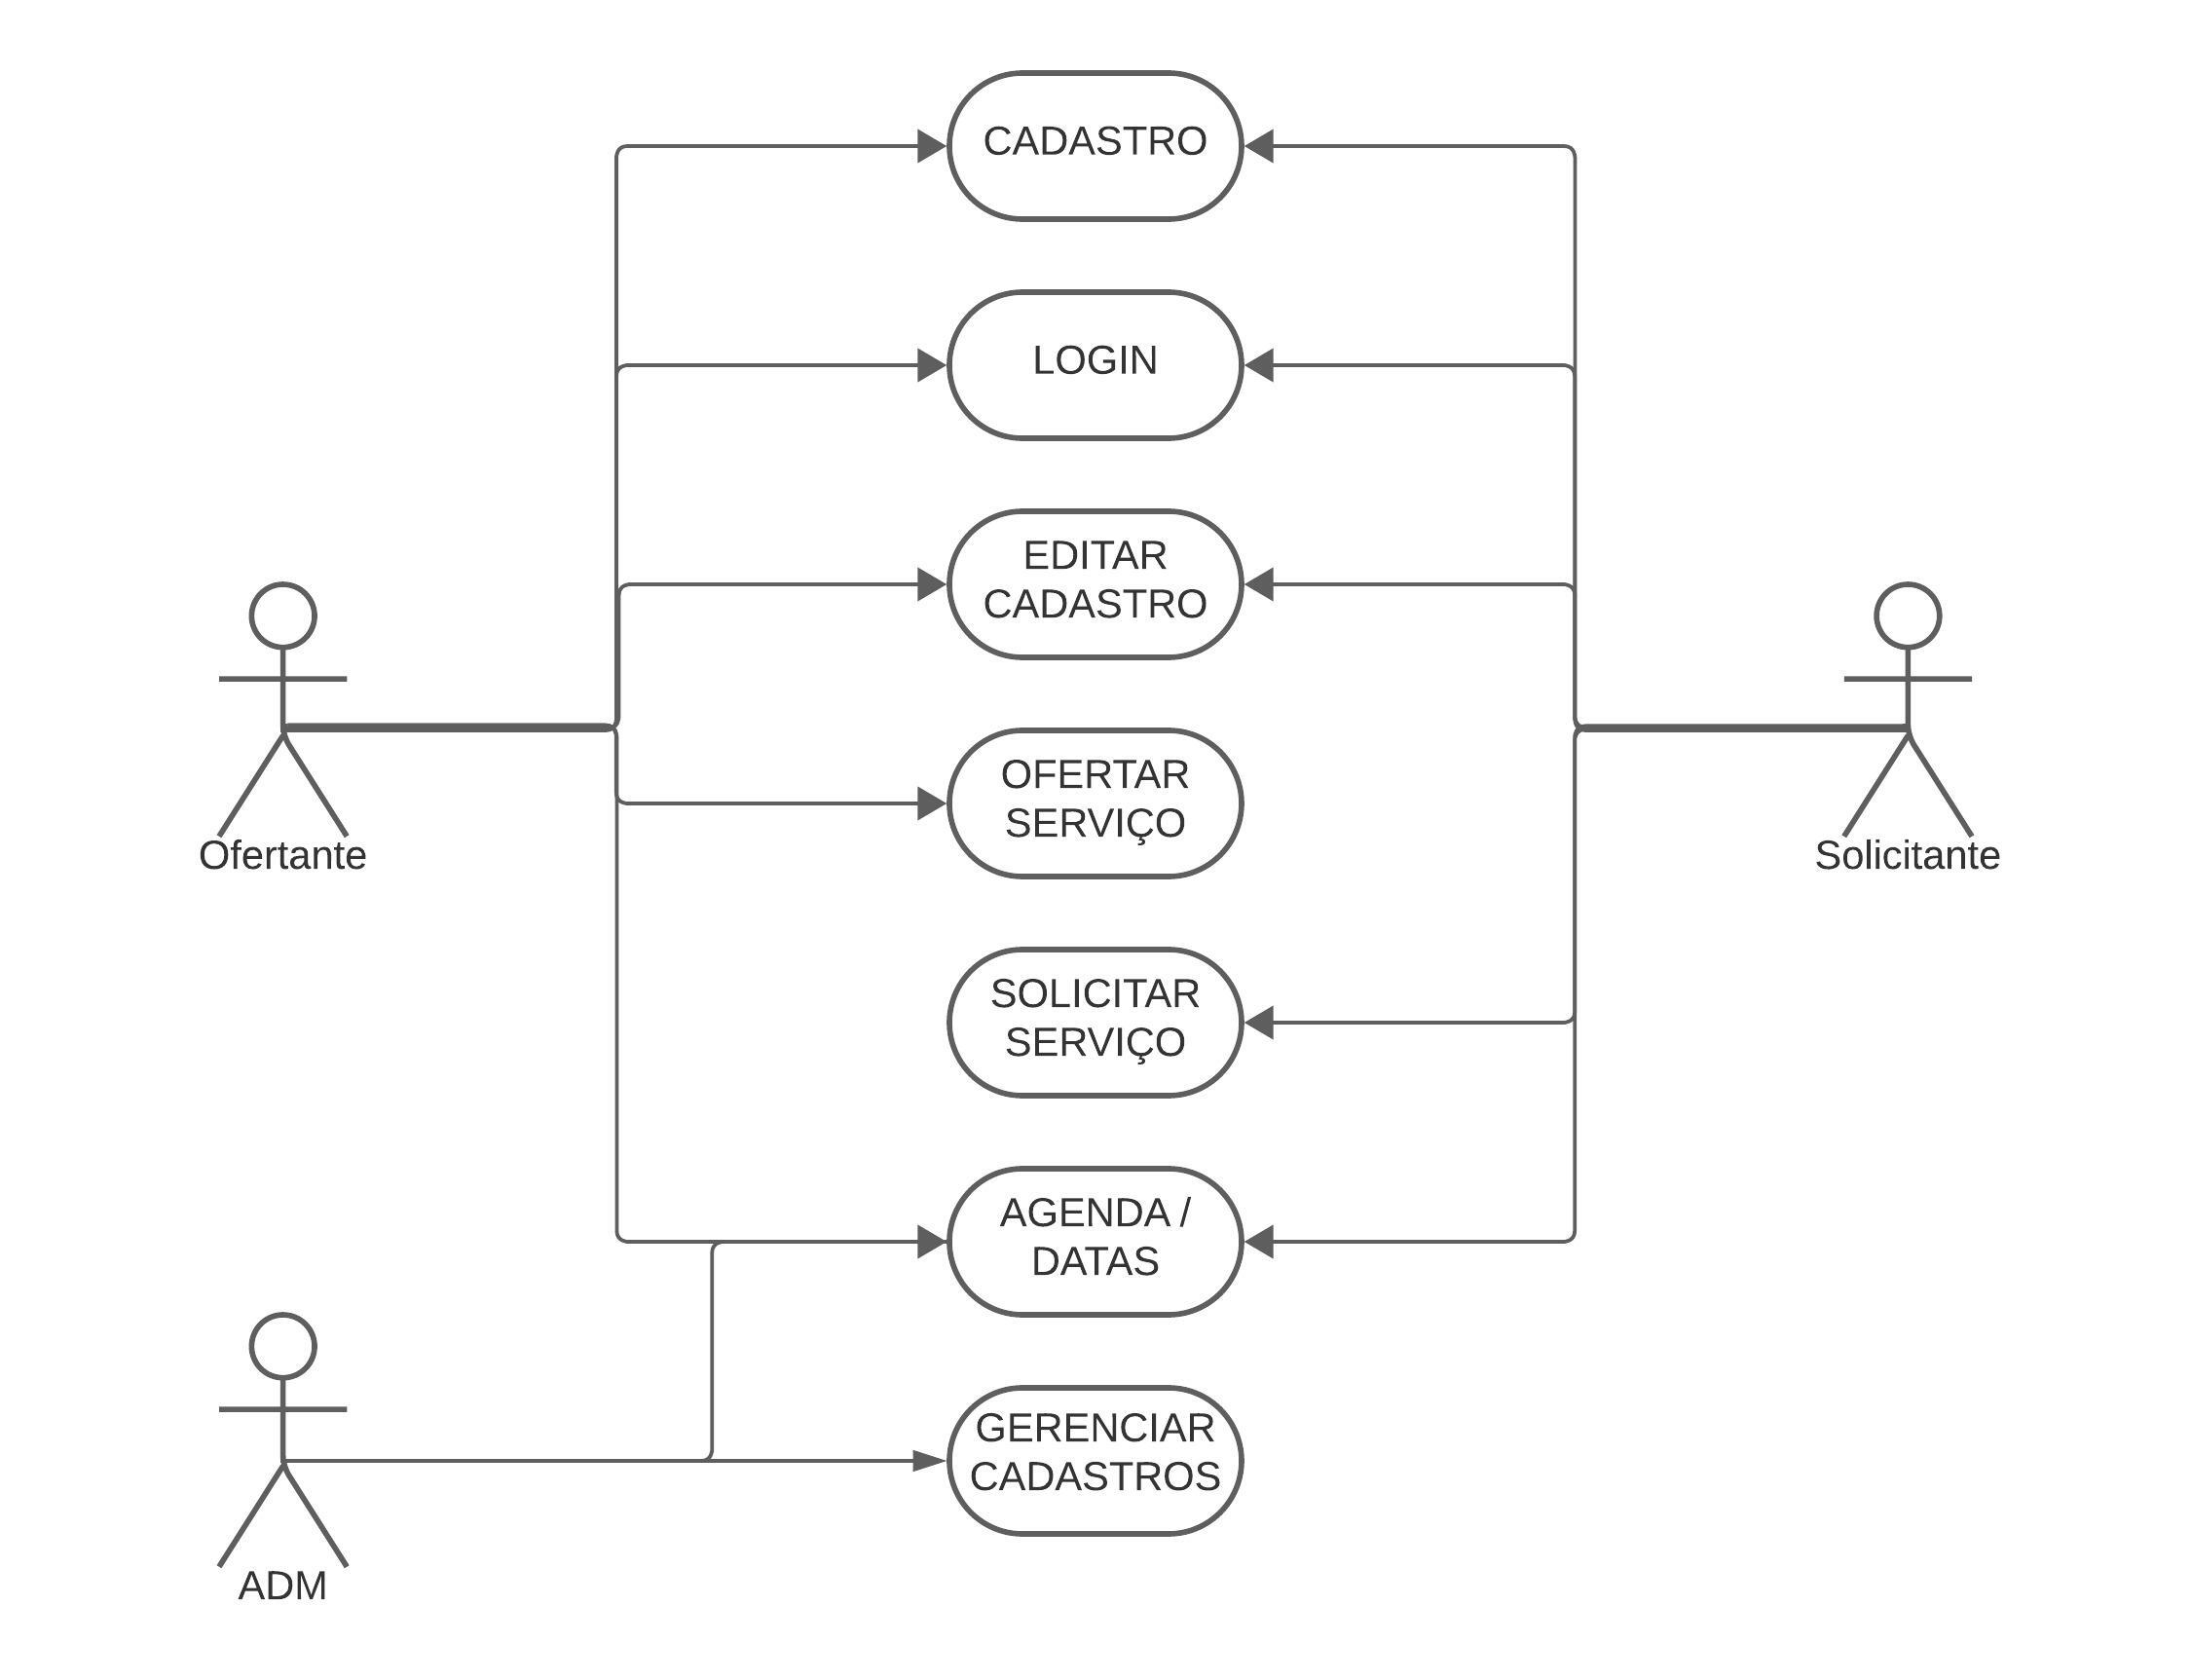 CADASTRO
LOGIN
EDITAR
CADASTRO
OFERTAR
SERVIÇO
Ofertante
Solicitante
SOLICITAR
SERVIÇO
AGENDA /
DATAS
GERENCIAR
CADASTROS
ADM